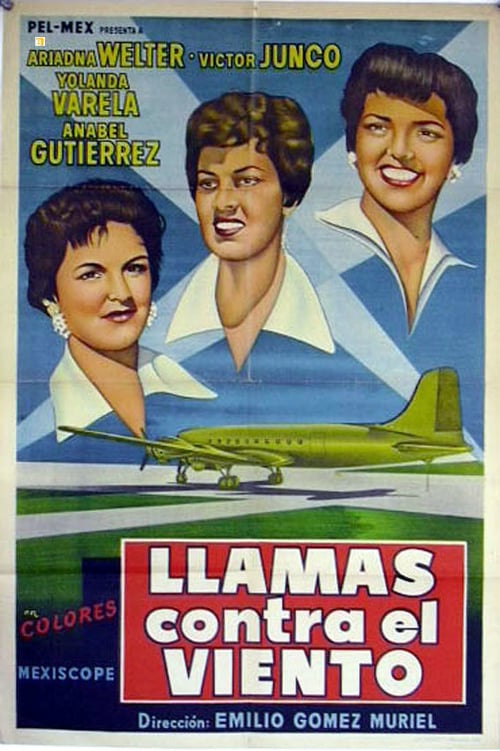 PEL-MEX PRESENTA A
ARIADNA WELTER · VICTOR JUNCO
YOLANDA
VARELA
ANABEL
GUTIERREZ
LLAMAS
contra el
VIENTO
en
COLORES
MEXISCOPE
Dirección: EMILIO GOMEZ MURIEL